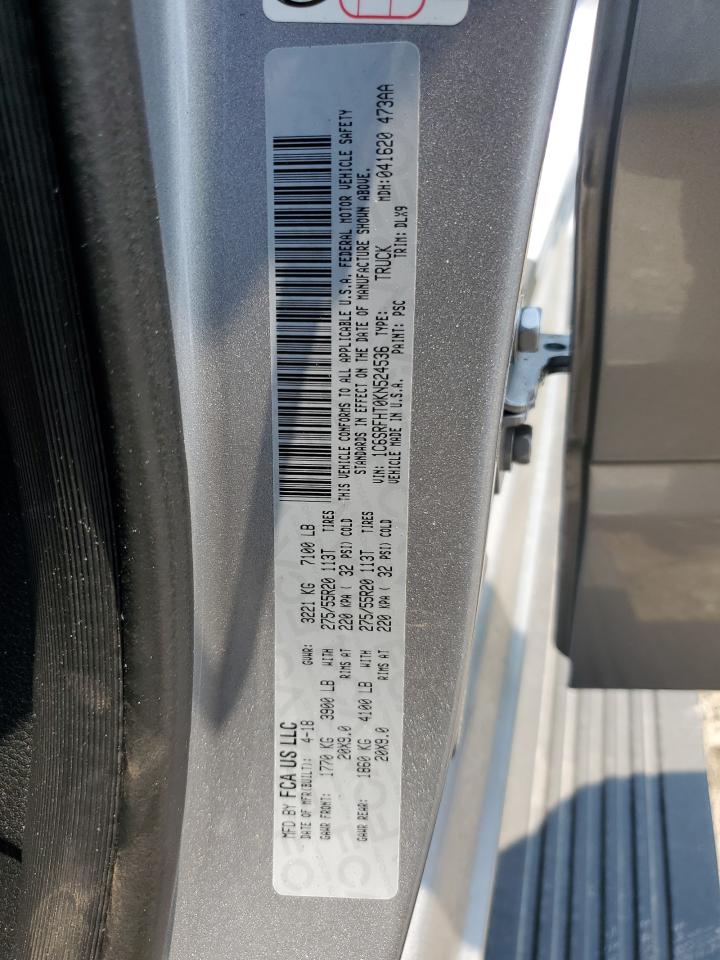 MFD BY FCA US LLC
DATE OF MFR(BUILT): 4-18 GVWR: 3221 KG 7100 LB
GAWR FRONT: 1770 KG 3900 LB WITH 275/55R20 113T TIRES
20X9.0 RIMS AT 220 KPA ( 32 PSI) COLD
GAWR REAR: 1860 KG 4100 LB WITH 275/55R20 113T TIRES
20X9.0 RIMS AT 220 KPA ( 32 PSI) COLD
THIS VEHICLE CONFORMS TO ALL APPLICABLE U.S.A. FEDERAL MOTOR VEHICLE SAFETY
STANDARDS IN EFFECT ON THE DATE OF MANUFACTURE SHOWN ABOVE.
VIN: 1C6SRFHT0KN524536 TYPE: TRUCK MDH:041620 473AA
VEHICLE MADE IN U.S.A. PAINT: PSC TRIM: DLX9